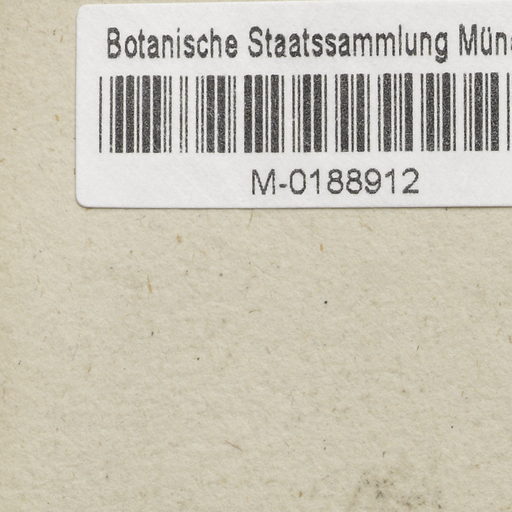 Botanische Staatssammlung Mün
M-0188912